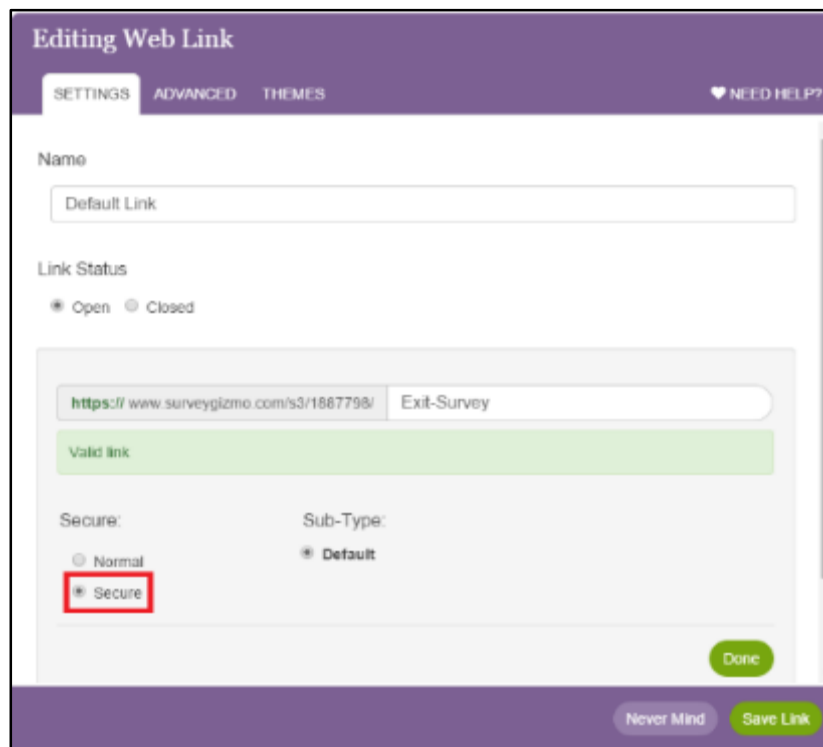 Editing Web Link
SETTINGS ADVANCED THEMES NEED HELP?
Name
Default Link
Link Status
Open Closed
https:// www.surveygizmo.com/s3/1887798/ Exit-Survey
Valid link
Secure: Sub-Type:
Normal Default
Secure
Done
Never Mind Save Link